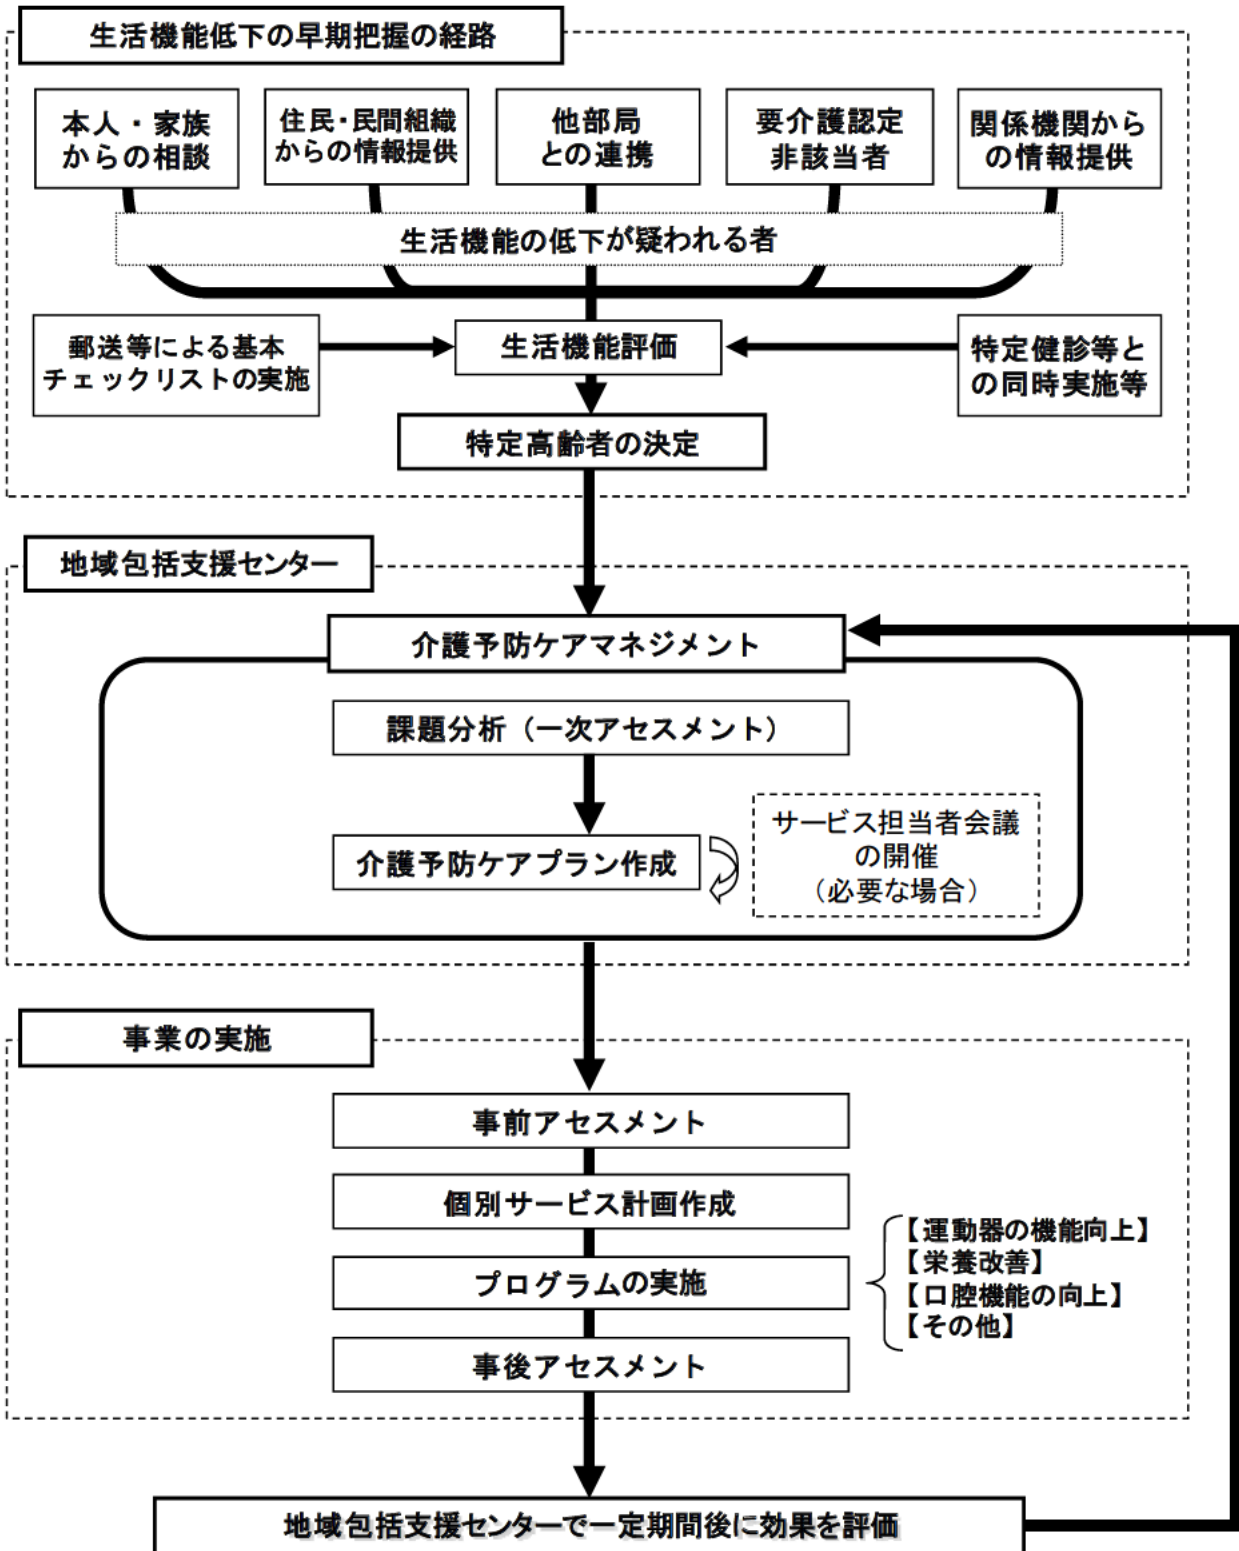 生活機能低下の早期把握の経路
本人・家族
からの相談
住民・民間組織
からの情報提供
他部局
との連携
要介護認定
非該当者
関係機関から
の情報提供
生活機能の低下が疑われる者
郵送等による基本
チェックリストの実施
生活機能評価
特定健診等と
の同時実施等
特定高齢者の決定
地域包括支援センター
介護予防ケアマネジメント
課題分析（一次アセスメント）
介護予防ケアプラン作成
サービス担当者会議
の開催
（必要な場合）
事業の実施
事前アセスメント
個別サービス計画作成
プログラムの実施
【運動器の機能向上】
【栄養改善】
【口腔機能の向上】
【その他】
事後アセスメント
地域包括支援センターで一定期間後に効果を評価